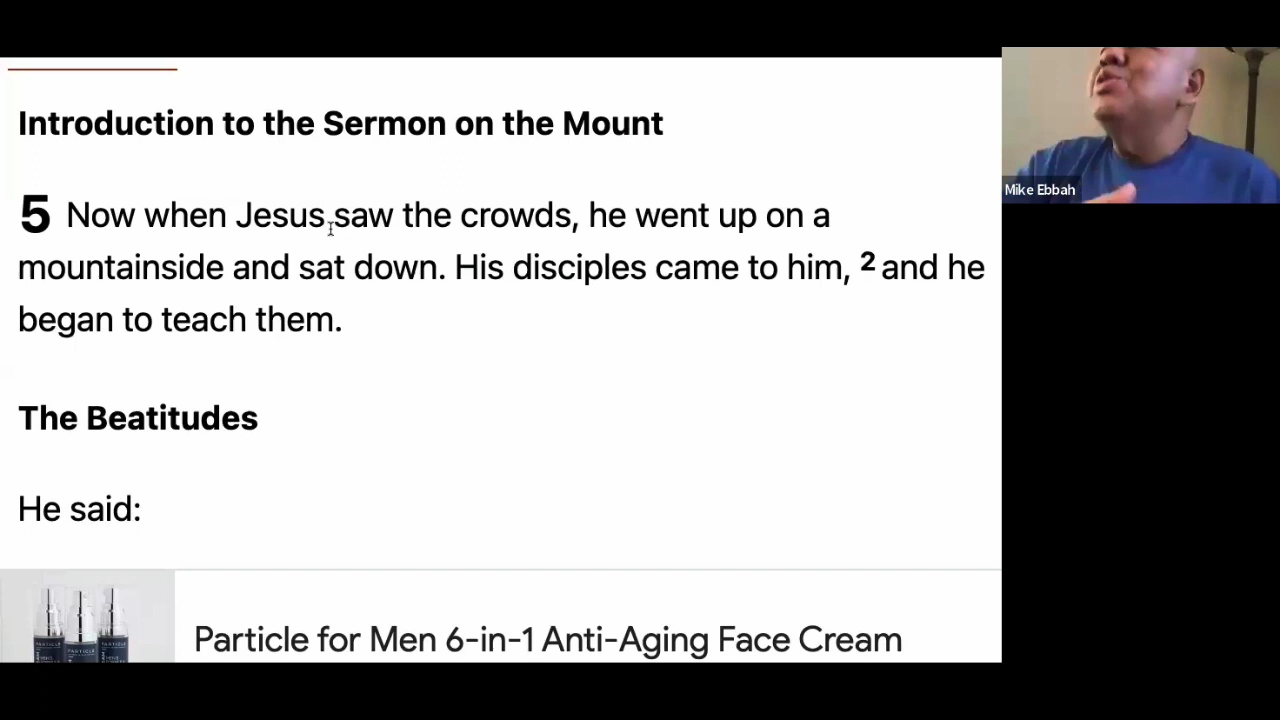 Introduction to the Sermon on the Mount
5 Now when Jesus saw the crowds, he went up on a
mountainside and sat down. His disciples came to him, 2 and he
began to teach them.
The Beatitudes
He said:
PARTICLE
Particle for Men 6-in-1 Anti-Aging Face Cream
Mike Ebbah